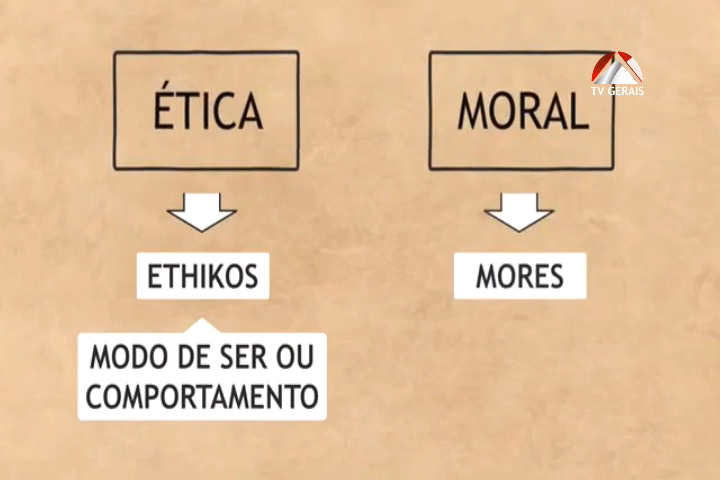 ÉTICA
MORAL
TV GERAIS
ETHIKOS
MORES
MODO DE SER OU
COMPORTAMENTO